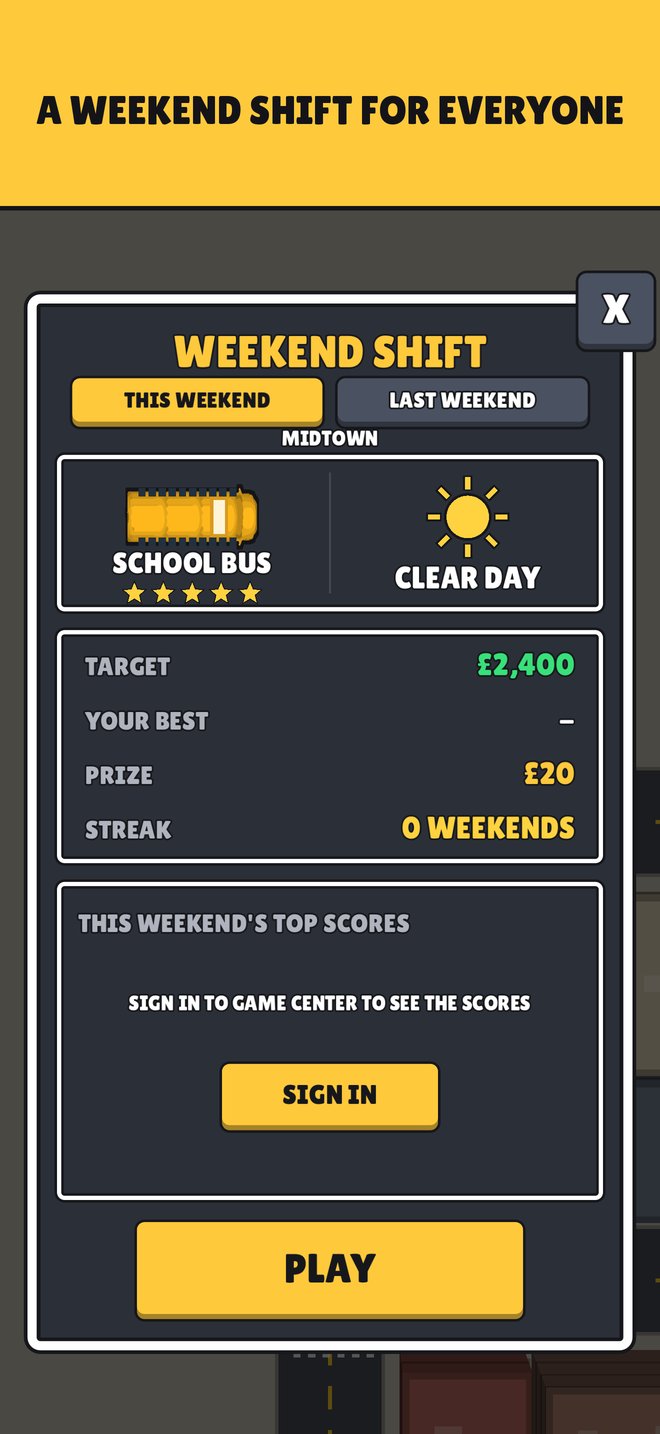 A WEEKEND SHIFT FOR EVERYONE
X
WEEKEND SHIFT
THIS WEEKEND
LAST WEEKEND
MIDTOWN
SCHOOL BUS
CLEAR DAY
TARGET £2,400
YOUR BEST –
PRIZE £20
STREAK 0 WEEKENDS
THIS WEEKEND'S TOP SCORES
SIGN IN TO GAME CENTER TO SEE THE SCORES
SIGN IN
PLAY